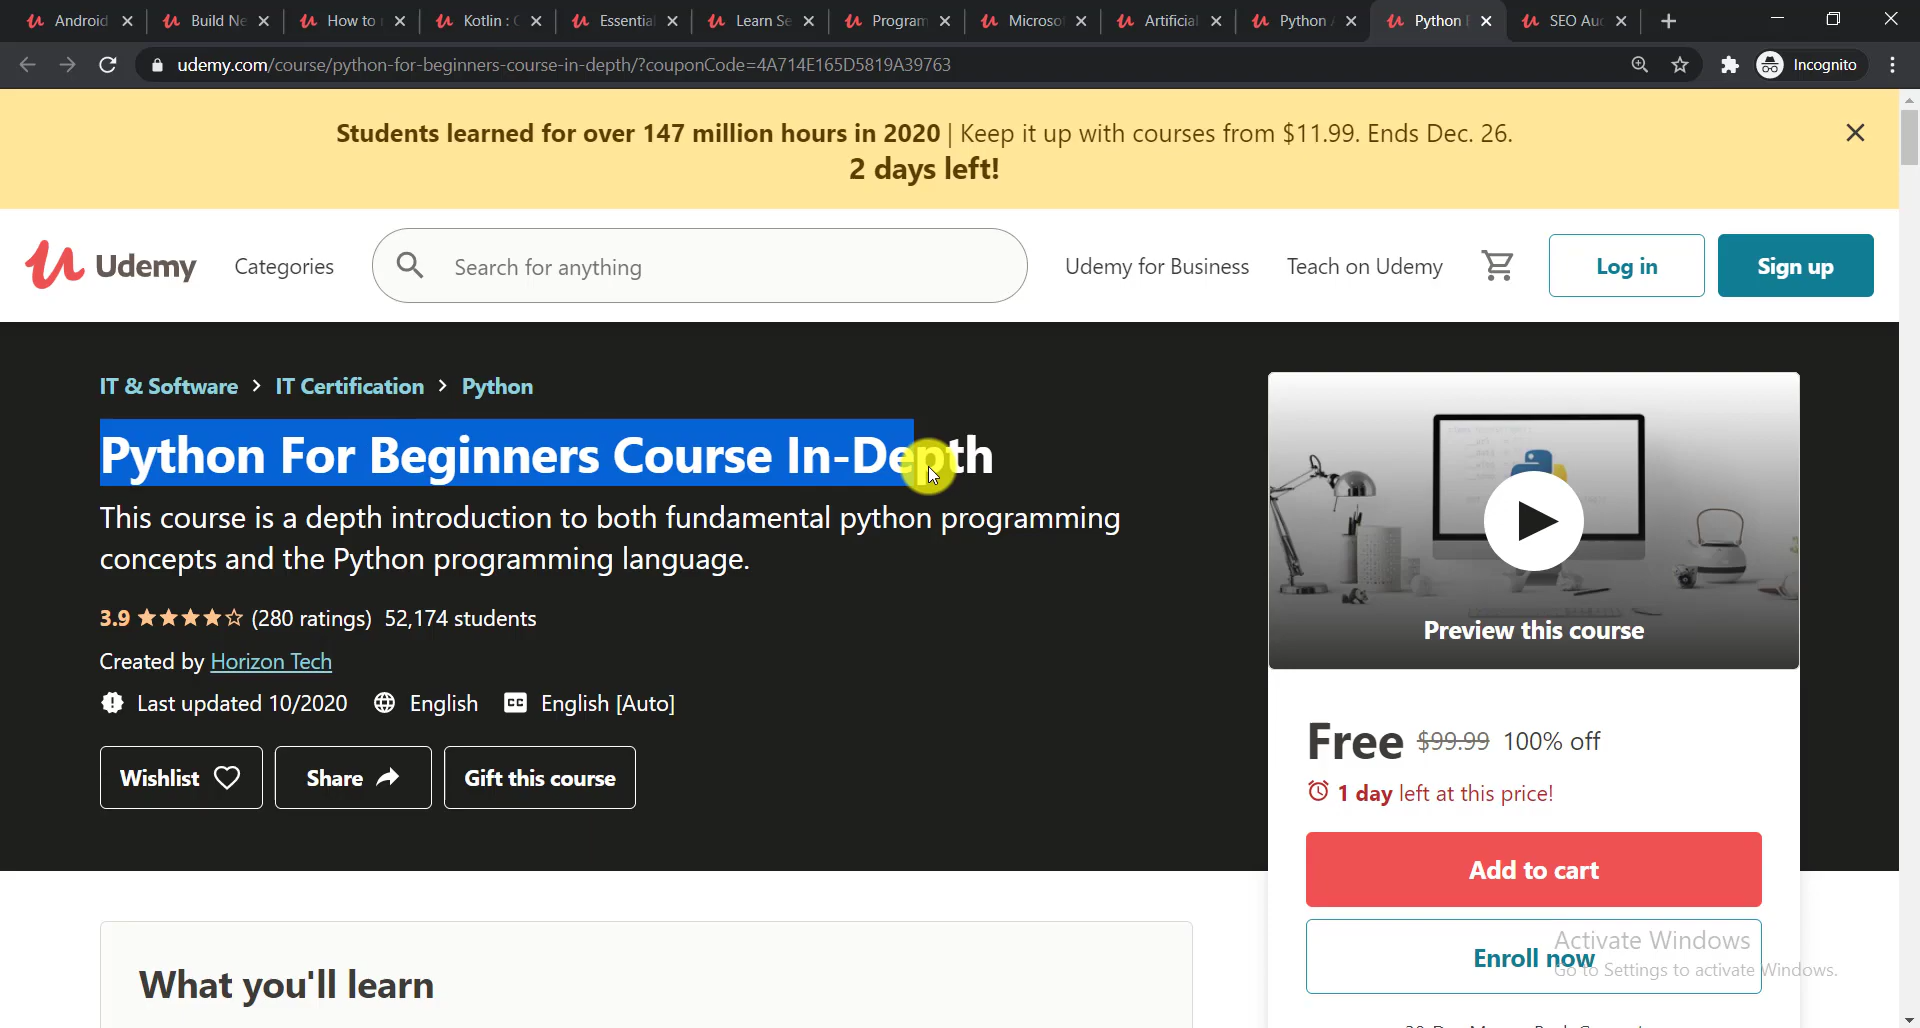 Android
Build Ne
How to
Kotlin : C
Essential
Learn Se
Program
Microso
Artificial
Python
Python
SEO Au
udemy.com/course/python-for-beginners-course-in-depth/?couponCode=4A714E165D5819A39763
Incognito
Students learned for over 147 million hours in 2020 | Keep it up with courses from $11.99. Ends Dec. 26.
2 days left!
Udemy
Categories
Search for anything
Udemy for Business
Teach on Udemy
Log in
Sign up
IT & Software > IT Certification > Python
Python For Beginners Course In-Depth
This course is a depth introduction to both fundamental python programming
concepts and the Python programming language.
3.9 (280 ratings) 52,174 students
Created by Horizon Tech
Last updated 10/2020 English CC English [Auto]
Wishlist
Share
Gift this course
Preview this course
Free $99.99 100% off
1 day left at this price!
Add to cart
Enroll now
Activate Windows
Go to Settings to activate Windows.
What you'll learn